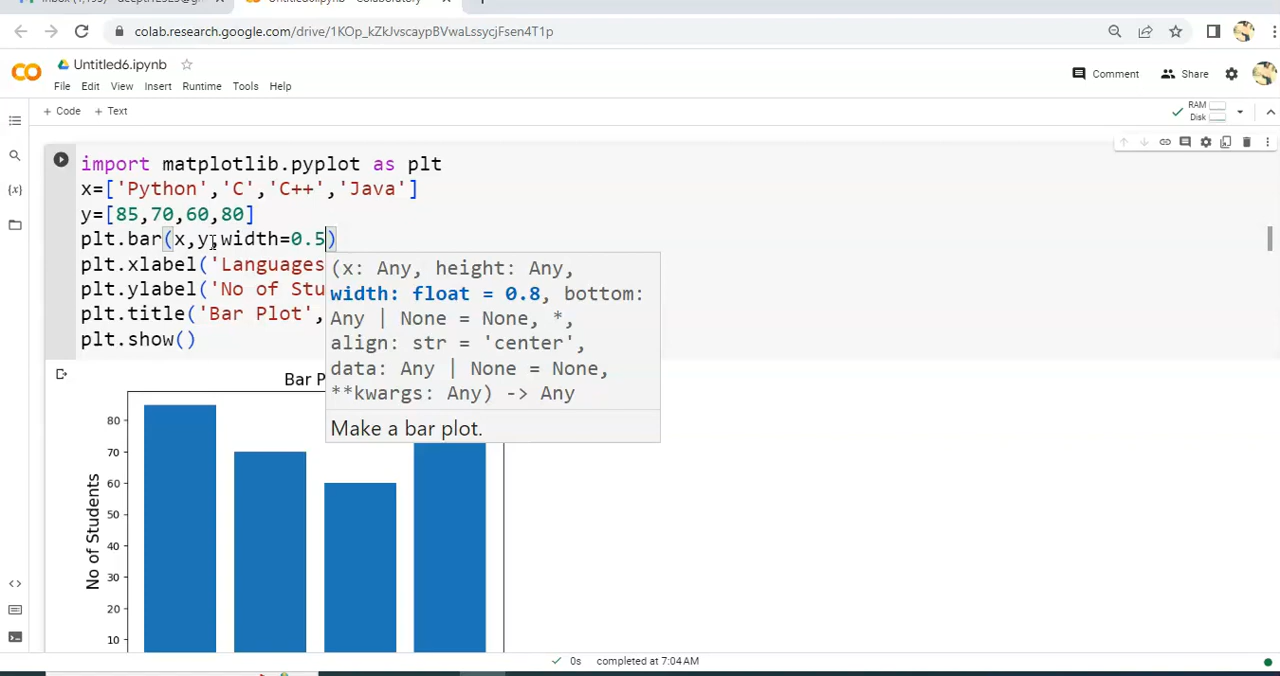 colab.research.google.com/drive/1KOp_kZkJvscaypBVwaLssycjFsen4T1p
Untitled6.ipynb
File Edit View Insert Runtime Tools Help
Comment Share
+ Code + Text
RAM
Disk
import matplotlib.pyplot as plt
x=['Python','C','C++','Java']
y=[85,70,60,80]
plt.bar(x,y,width=0.5)
plt.xlabel('Languages
plt.ylabel('No of Stu
plt.title('Bar Plot',
plt.show()
(x: Any, height: Any,
width: float = 0.8, bottom:
Any | None = None, *,
align: str = 'center',
data: Any | None = None,
**kwargs: Any) -> Any
Make a bar plot.
Bar P
80
70
60
50
40
30
20
10
No of Students
0s completed at 7:04 AM